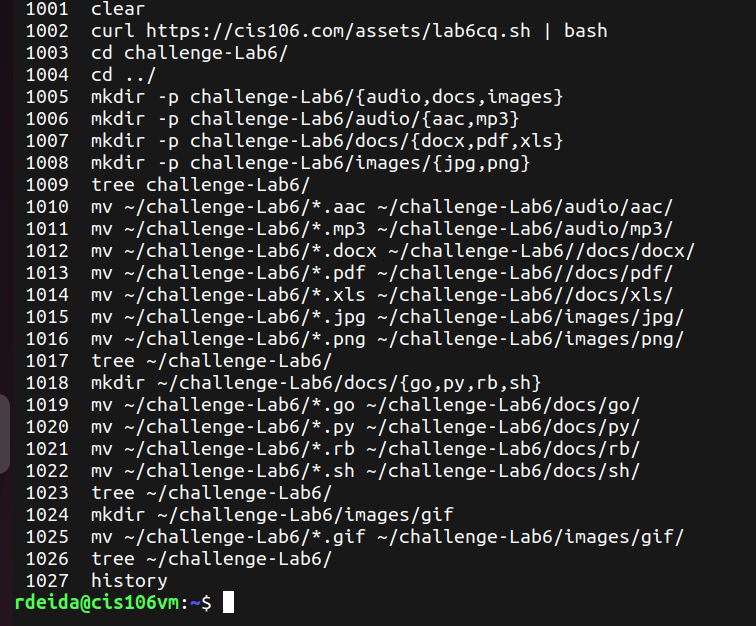 1001 clear
1002 curl https://cis106.com/assets/lab6cq.sh | bash
1003 cd challenge-Lab6/
1004 cd ../
1005 mkdir -p challenge-Lab6/{audio,docs,images}
1006 mkdir -p challenge-Lab6/audio/{aac,mp3}
1007 mkdir -p challenge-Lab6/docs/{docx,pdf,xls}
1008 mkdir -p challenge-Lab6/images/{jpg,png}
1009 tree challenge-Lab6/
1010 mv ~/challenge-Lab6/*.aac ~/challenge-Lab6/audio/aac/
1011 mv ~/challenge-Lab6/*.mp3 ~/challenge-Lab6/audio/mp3/
1012 mv ~/challenge-Lab6/*.docx ~/challenge-Lab6//docs/docx/
1013 mv ~/challenge-Lab6/*.pdf ~/challenge-Lab6//docs/pdf/
1014 mv ~/challenge-Lab6/*.xls ~/challenge-Lab6//docs/xls/
1015 mv ~/challenge-Lab6/*.jpg ~/challenge-Lab6/images/jpg/
1016 mv ~/challenge-Lab6/*.png ~/challenge-Lab6/images/png/
1017 tree ~/challenge-Lab6/
1018 mkdir ~/challenge-Lab6/docs/{go,py,rb,sh}
1019 mv ~/challenge-Lab6/*.go ~/challenge-Lab6/docs/go/
1020 mv ~/challenge-Lab6/*.py ~/challenge-Lab6/docs/py/
1021 mv ~/challenge-Lab6/*.rb ~/challenge-Lab6/docs/rb/
1022 mv ~/challenge-Lab6/*.sh ~/challenge-Lab6/docs/sh/
1023 tree ~/challenge-Lab6/
1024 mkdir ~/challenge-Lab6/images/gif
1025 mv ~/challenge-Lab6/*.gif ~/challenge-Lab6/images/gif/
1026 tree ~/challenge-Lab6/
1027 history
rdeida@cis106vm:~$